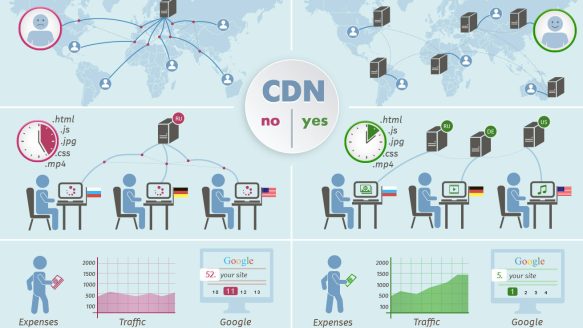 CDN
no yes
.html
.js
.jpg
.css
.mp4
RU
.html
.js
.jpg
.css
.mp4
RU
DE
US
2000
1500
1000
500
100
Expenses
Traffic
Google
52. your site
10 11 12 13
Google
2000
1500
1000
500
100
Expenses
Traffic
Google
5. your site
1 2 3 4
Google